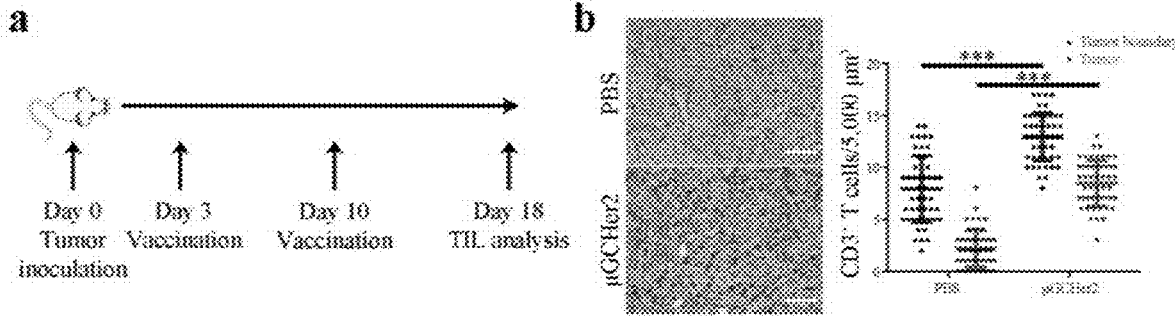 a
b
Day 0
Tumor
inoculation
Day 3
Vaccination
Day 10
Vaccination
Day 18
TIL analysis
PBS
μGCHer2
CD3⁺ T cells/5,000 μm²
20
15
10
5
0
***
***
Tumor boundary
Tumor
PBS
μGCHer2